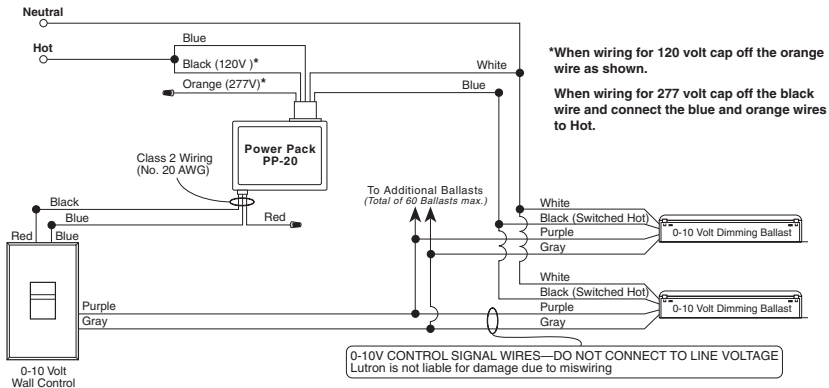 Neutral
Hot
Blue
Black (120V )*
Orange (277V)*
White
Blue
*When wiring for 120 volt cap off the orange
wire as shown.
When wiring for 277 volt cap off the black
wire and connect the blue and orange wires
to Hot.
Power Pack
PP-20
Class 2 Wiring
(No. 20 AWG)
To Additional Ballasts
(Total of 60 Ballasts max.)
Black
Blue
Red
Red
Blue
White
Black (Switched Hot)
Purple
Gray
0-10 Volt Dimming Ballast
White
Black (Switched Hot)
Purple
Gray
0-10 Volt Dimming Ballast
Purple
Gray
0-10V CONTROL SIGNAL WIRES—DO NOT CONNECT TO LINE VOLTAGE
Lutron is not liable for damage due to miswiring
0-10 Volt
Wall Control